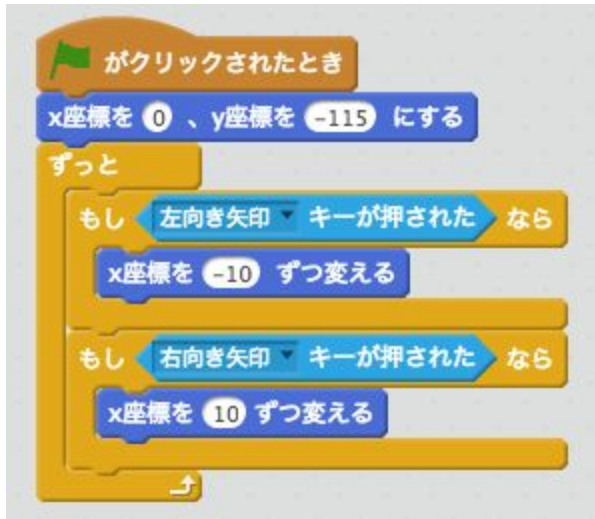 がクリックされたとき
x座標を 0 、y座標を -115 にする
ずっと
もし 左向き矢印 キーが押された なら
x座標を -10 ずつ変える
もし 右向き矢印 キーが押された なら
x座標を 10 ずつ変える